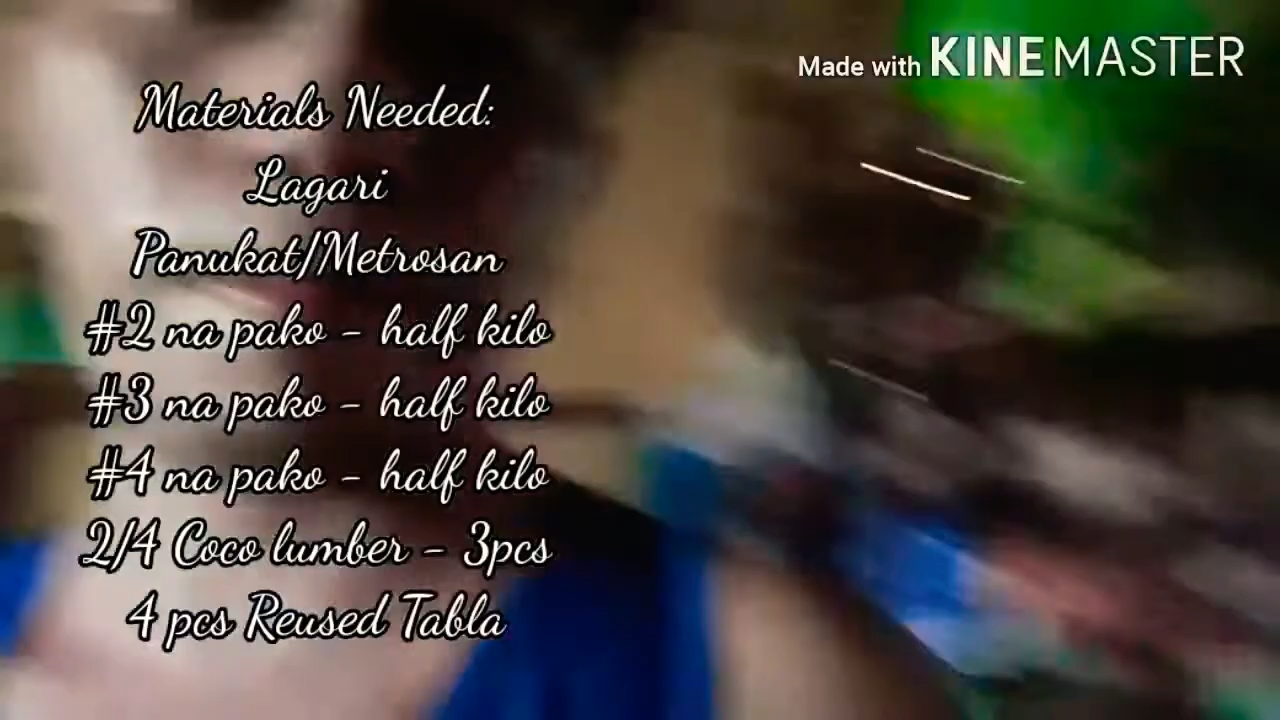 Made with KINEMASTER
Materials Needed:
Lagari
Panukat/Metrosan
#2 na pako - half kilo
#3 na pako - half kilo
#4 na pako - half kilo
2/4 Coco lumber - 3pcs
4 pcs Reused Tabla